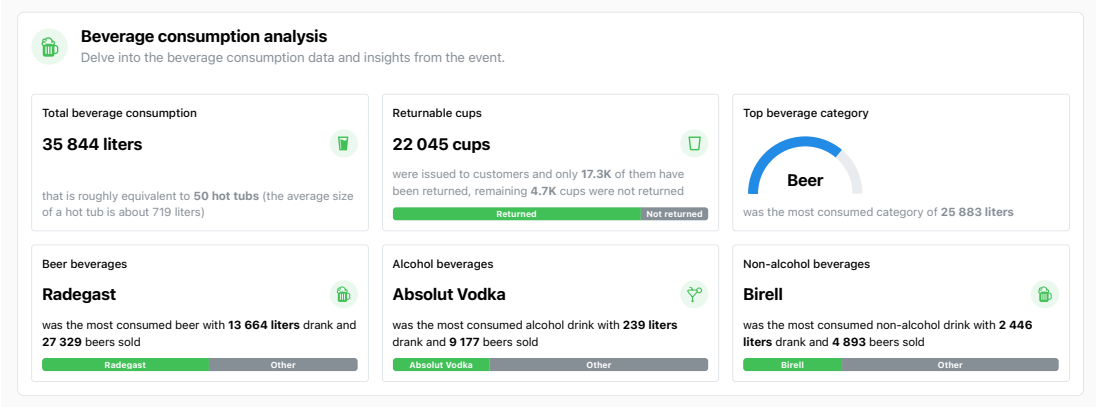 Beverage consumption analysis
Delve into the beverage consumption data and insights from the event.
Total beverage consumption
35 844 liters
that is roughly equivalent to 50 hot tubs (the average size
of a hot tub is about 719 liters)
Returnable cups
22 045 cups
were issued to customers and only 17.3K of them have
been returned, remaining 4.7K cups were not returned
Returned
Not returned
Top beverage category
Beer
was the most consumed category of 25 883 liters
Beer beverages
Radegast
was the most consumed beer with 13 664 liters drank and
27 329 beers sold
Radegast
Other
Alcohol beverages
Absolut Vodka
was the most consumed alcohol drink with 239 liters
drank and 9 177 beers sold
Absolut Vodka
Other
Non-alcohol beverages
Birell
was the most consumed non-alcohol drink with 2 446
liters drank and 4 893 beers sold
Birell
Other